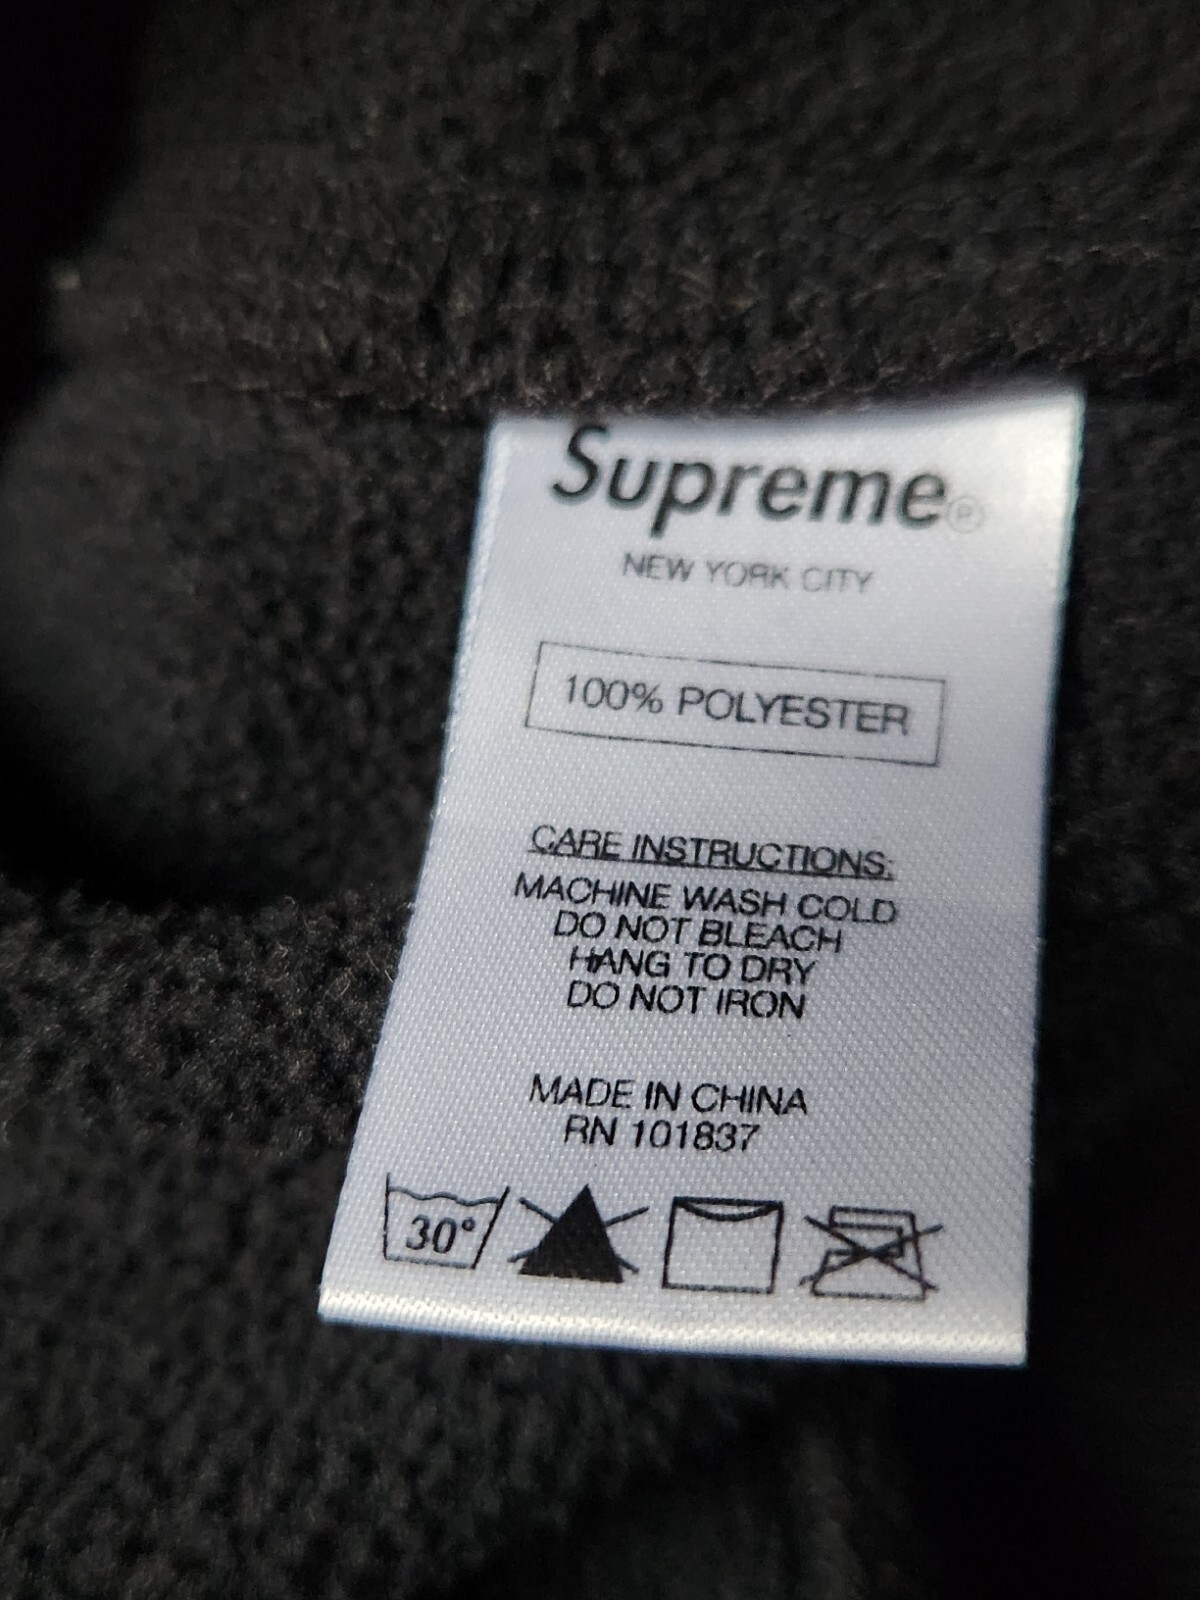 Supreme®
NEW YORK CITY
100% POLYESTER
CARE INSTRUCTIONS:
MACHINE WASH COLD
DO NOT BLEACH
HANG TO DRY
DO NOT IRON
MADE IN CHINA
RN 101837
30°